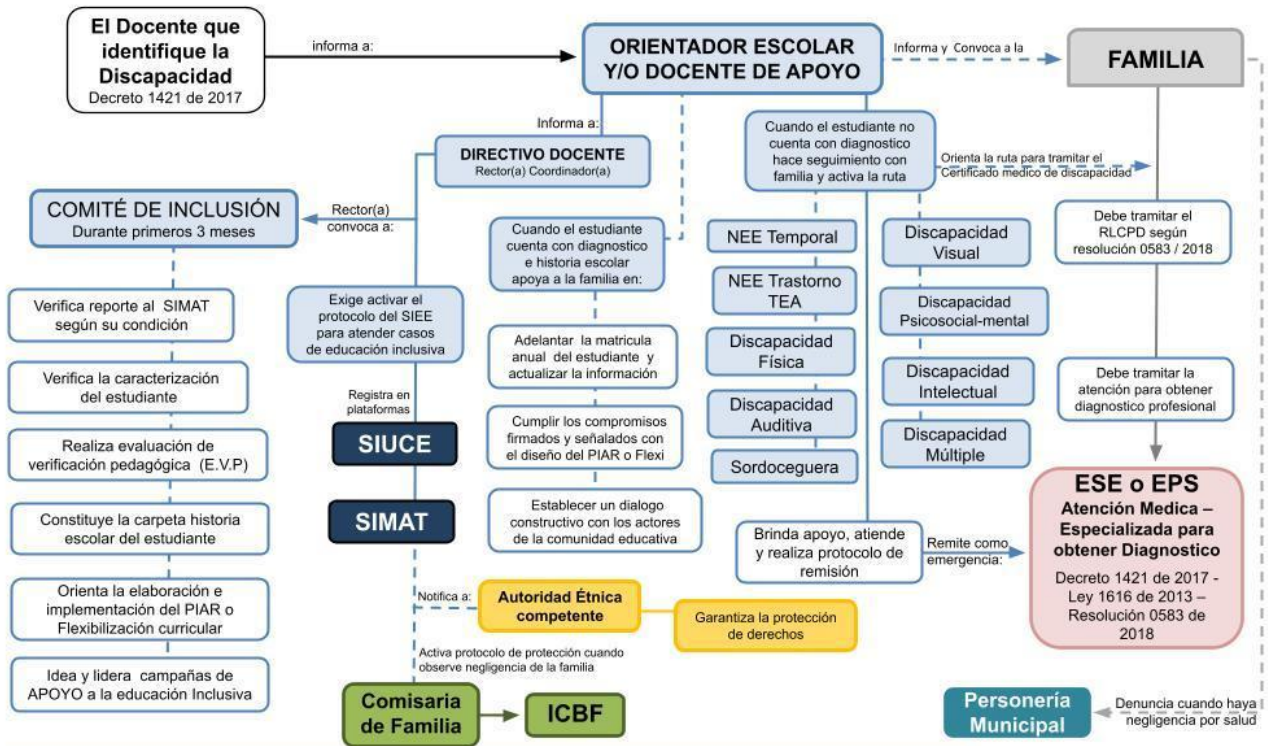 El Docente que
identifique la
Discapacidad
Decreto 1421 de 2017
informa a:
ORIENTADOR ESCOLAR
Y/O DOCENTE DE APOYO
Informa y Convoca a la
FAMILIA
Informa a:
DIRECTIVO DOCENTE
Rector(a) Coordinador(a)
Cuando el estudiante no
cuenta con diagnostico
hace seguimiento con
familia y activa la ruta
Orienta la ruta para tramitar el
Certificado medico de discapacidad
COMITÉ DE INCLUSIÓN
Durante primeros 3 meses
Rector(a)
convoca a:
Cuando el estudiante
cuenta con diagnostico
e historia escolar
apoya a la familia en:
NEE Temporal
NEE Trastorno
TEA
Discapacidad
Física
Discapacidad
Auditiva
Sordoceguera
Discapacidad
Visual
Discapacidad
Psicosocial-mental
Discapacidad
Intelectual
Discapacidad
Múltiple
Debe tramitar el
RLCPD según
resolución 0583 / 2018
Debe tramitar la
atención para obtener
diagnostico profesional
Verifica reporte al SIMAT
según su condición
Verifica la caracterización
del estudiante
Realiza evaluación de
verificación pedagógica (E.V.P)
Constituye la carpeta historia
escolar del estudiante
Orienta la elaboración e
implementación del PIAR o
Flexibilización curricular
Idea y lidera campañas de
APOYO a la educación Inclusiva
Exige activar el
protocolo del SIEE
para atender casos
de educación inclusiva
Registra en
plataformas
SIUCE
SIMAT
Adelantar la matricula
anual del estudiante y
actualizar la información
Cumplir los compromisos
firmados y señalados con
el diseño del PIAR o Flexi
Establecer un dialogo
constructivo con los actores
de la comunidad educativa
Brinda apoyo, atiende
y realiza protocolo de
remisión
Remite como
emergencia:
ESE o EPS
Atención Medica –
Especializada para
obtener Diagnostico
Decreto 1421 de 2017 -
Ley 1616 de 2013 –
Resolución 0583 de
2018
Notifica a:
Autoridad Étnica
competente
Garantiza la protección
de derechos
Activa protocolo de protección cuando
observe negligencia de la familia
Comisaria
de Familia
ICBF
Personería
Municipal
Denuncia cuando haya
negligencia por salud